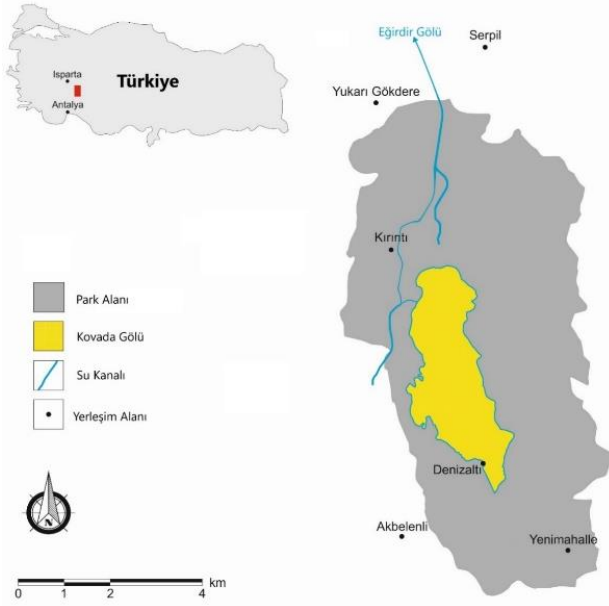 Isparta
Türkiye
Antalya
Eğirdir Gölü
Serpil
Yukarı Gökdere
Kırıntı
Denizaltı
Akbelenli
Yenimahalle
Park Alanı
Kovada Gölü
Su Kanalı
Yerleşim Alanı
N
km
0 1 2 4